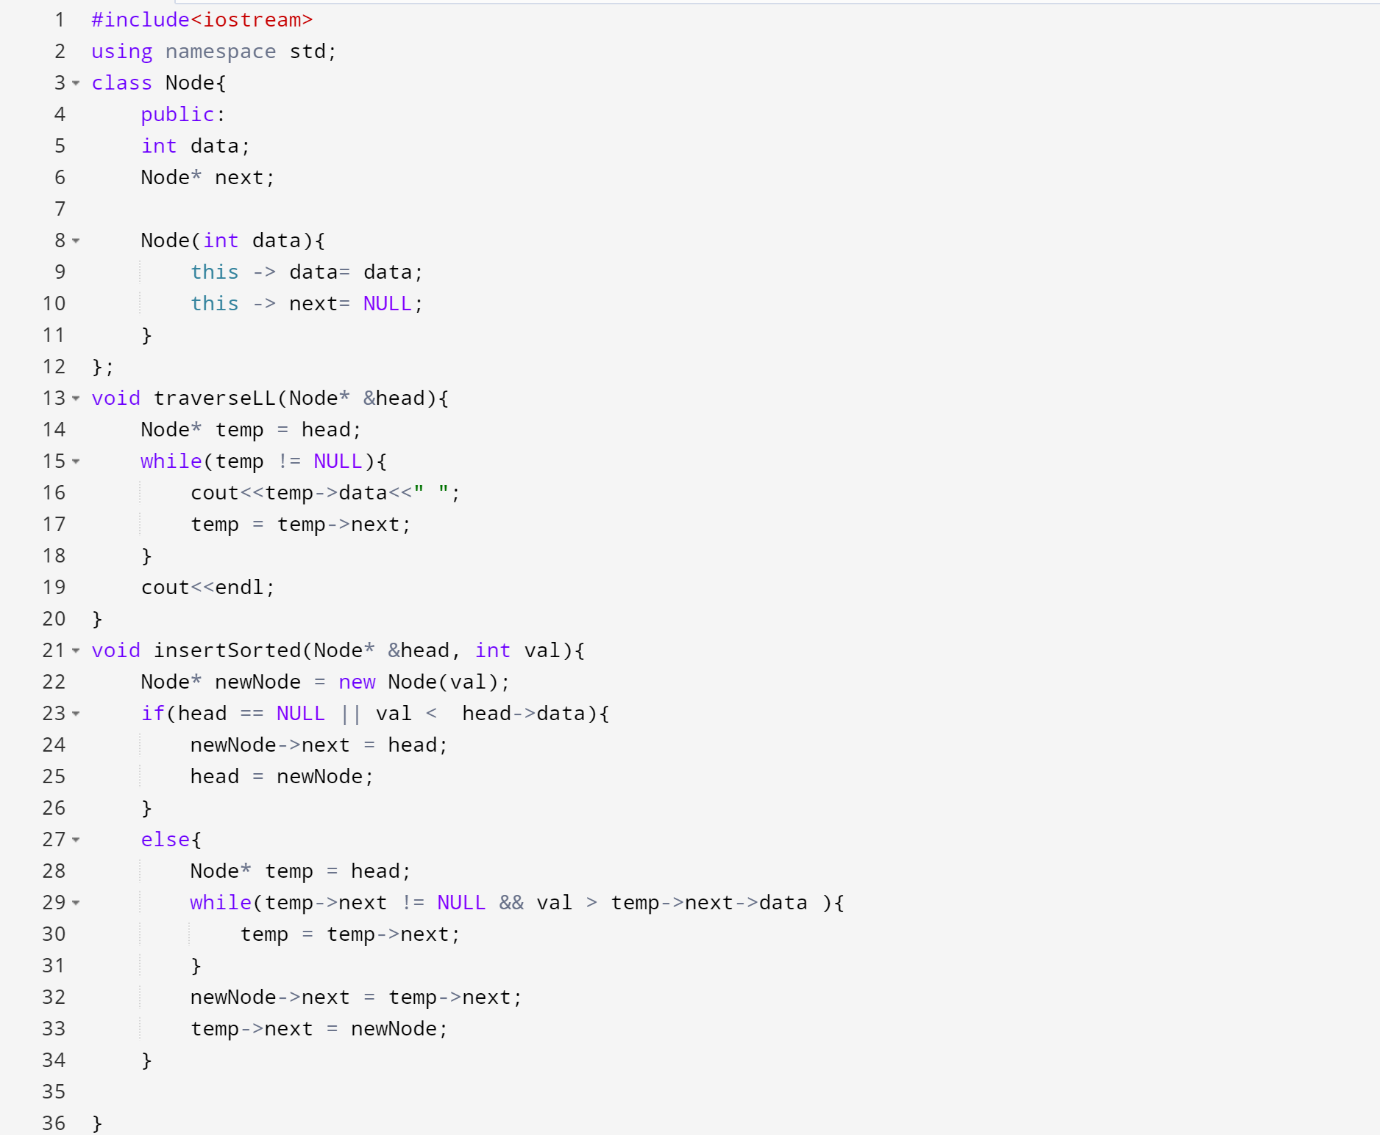 1 #include<iostream>
2 using namespace std;
3 class Node{
4     public:
5     int data;
6     Node* next;
7
8     Node(int data){
9         this -> data= data;
10         this -> next= NULL;
11     }
12 };
13 void traverseLL(Node* &head){
14     Node* temp = head;
15     while(temp != NULL){
16         cout<<temp->data<<" ";
17         temp = temp->next;
18     }
19     cout<<endl;
20 }
21 void insertSorted(Node* &head, int val){
22     Node* newNode = new Node(val);
23     if(head == NULL || val <  head->data){
24         newNode->next = head;
25         head = newNode;
26     }
27     else{
28         Node* temp = head;
29         while(temp->next != NULL && val > temp->next->data ){
30             temp = temp->next;
31         }
32         newNode->next = temp->next;
33         temp->next = newNode;
34     }
35
36 }